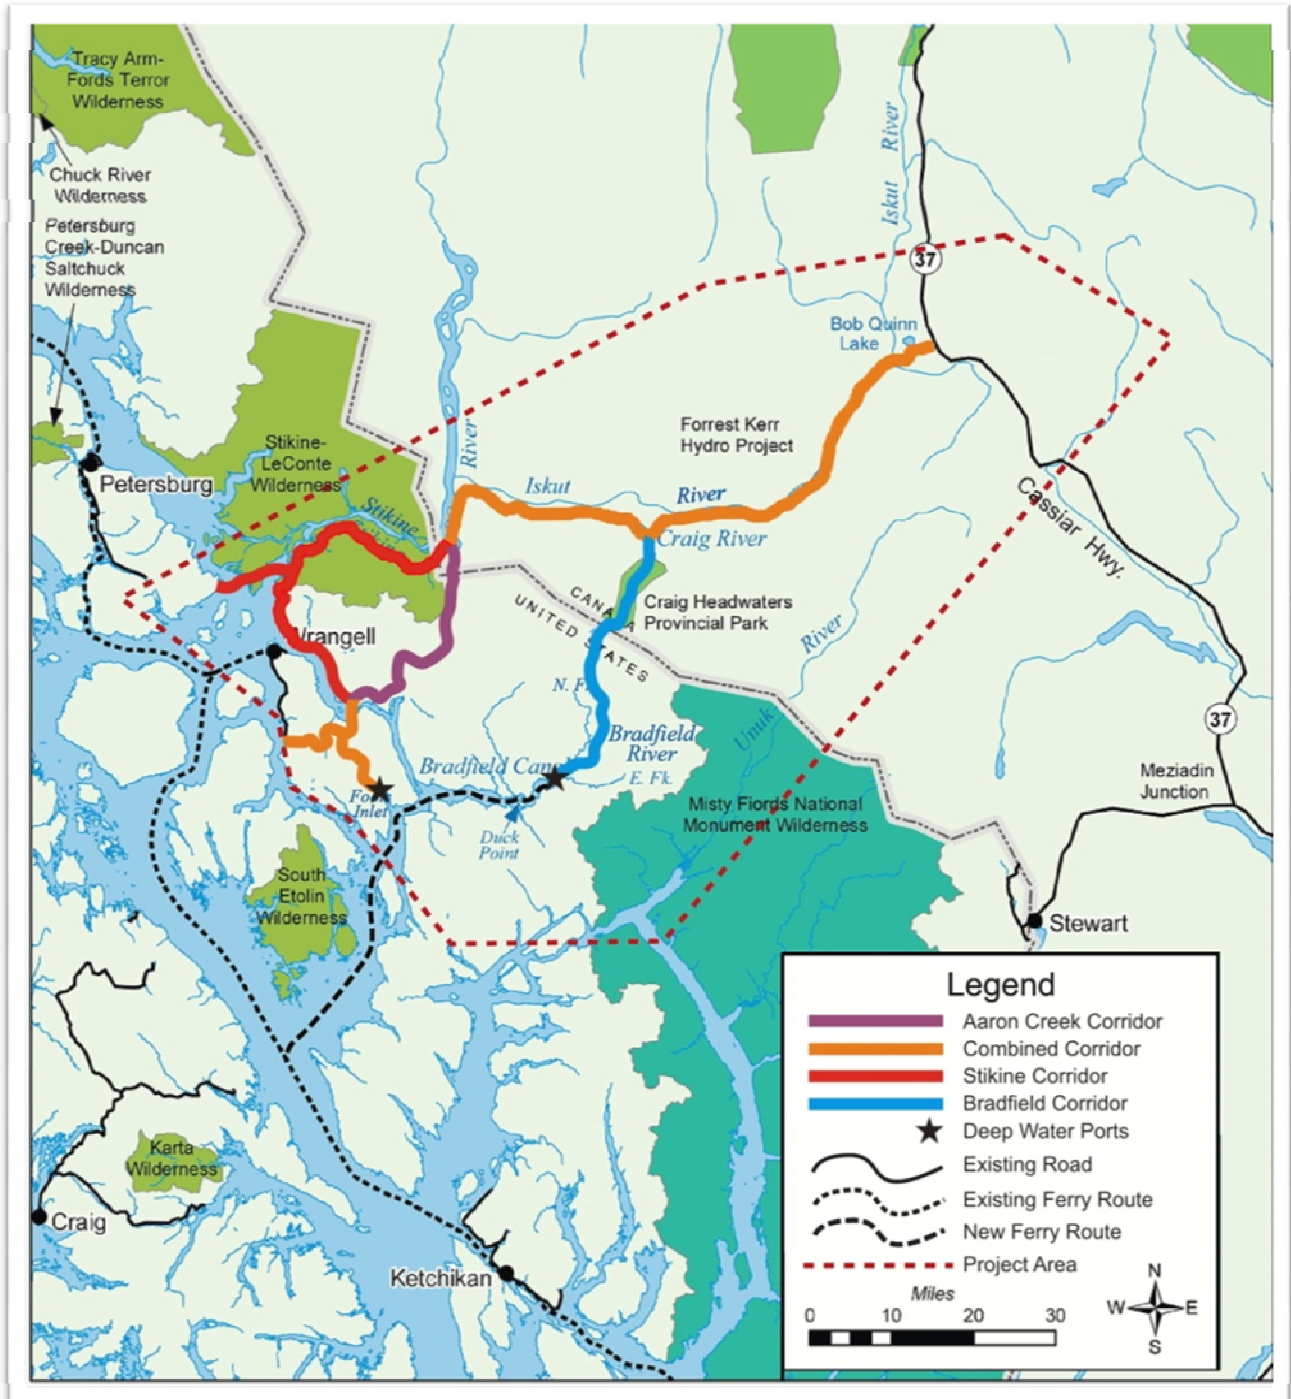 Tracy Arm-
Fords Terror
Wilderness
Chuck River
Wilderness
Petersburg
Creek-Duncan
Saltchuck
Wilderness
Iskut River
37
Bob Quinn
Lake
Forrest Kerr
Hydro Project
Stikine-
LeConte
Wilderness
River
Petersburg
Stikine
Iskut
River
Craig River
Cassiar Hwy.
CANA A
UNITED STATES
Craig Headwaters
Provincial Park
River
Wrangell
N. F
Bradfield
River
E. Fk.
Unuk
37
Bradfield Canal
Meziadin
Junction
Misty Fiords National
Monument Wilderness
Inlet
Duck
Point
South
Etolin
Wilderness
Stewart
Karta
Wilderness
Craig
Ketchikan
Legend
Aaron Creek Corridor
Combined Corridor
Stikine Corridor
Bradfield Corridor
Deep Water Ports
Existing Road
Existing Ferry Route
New Ferry Route
Project Area
Miles
0 10 20 30
N
W E
S